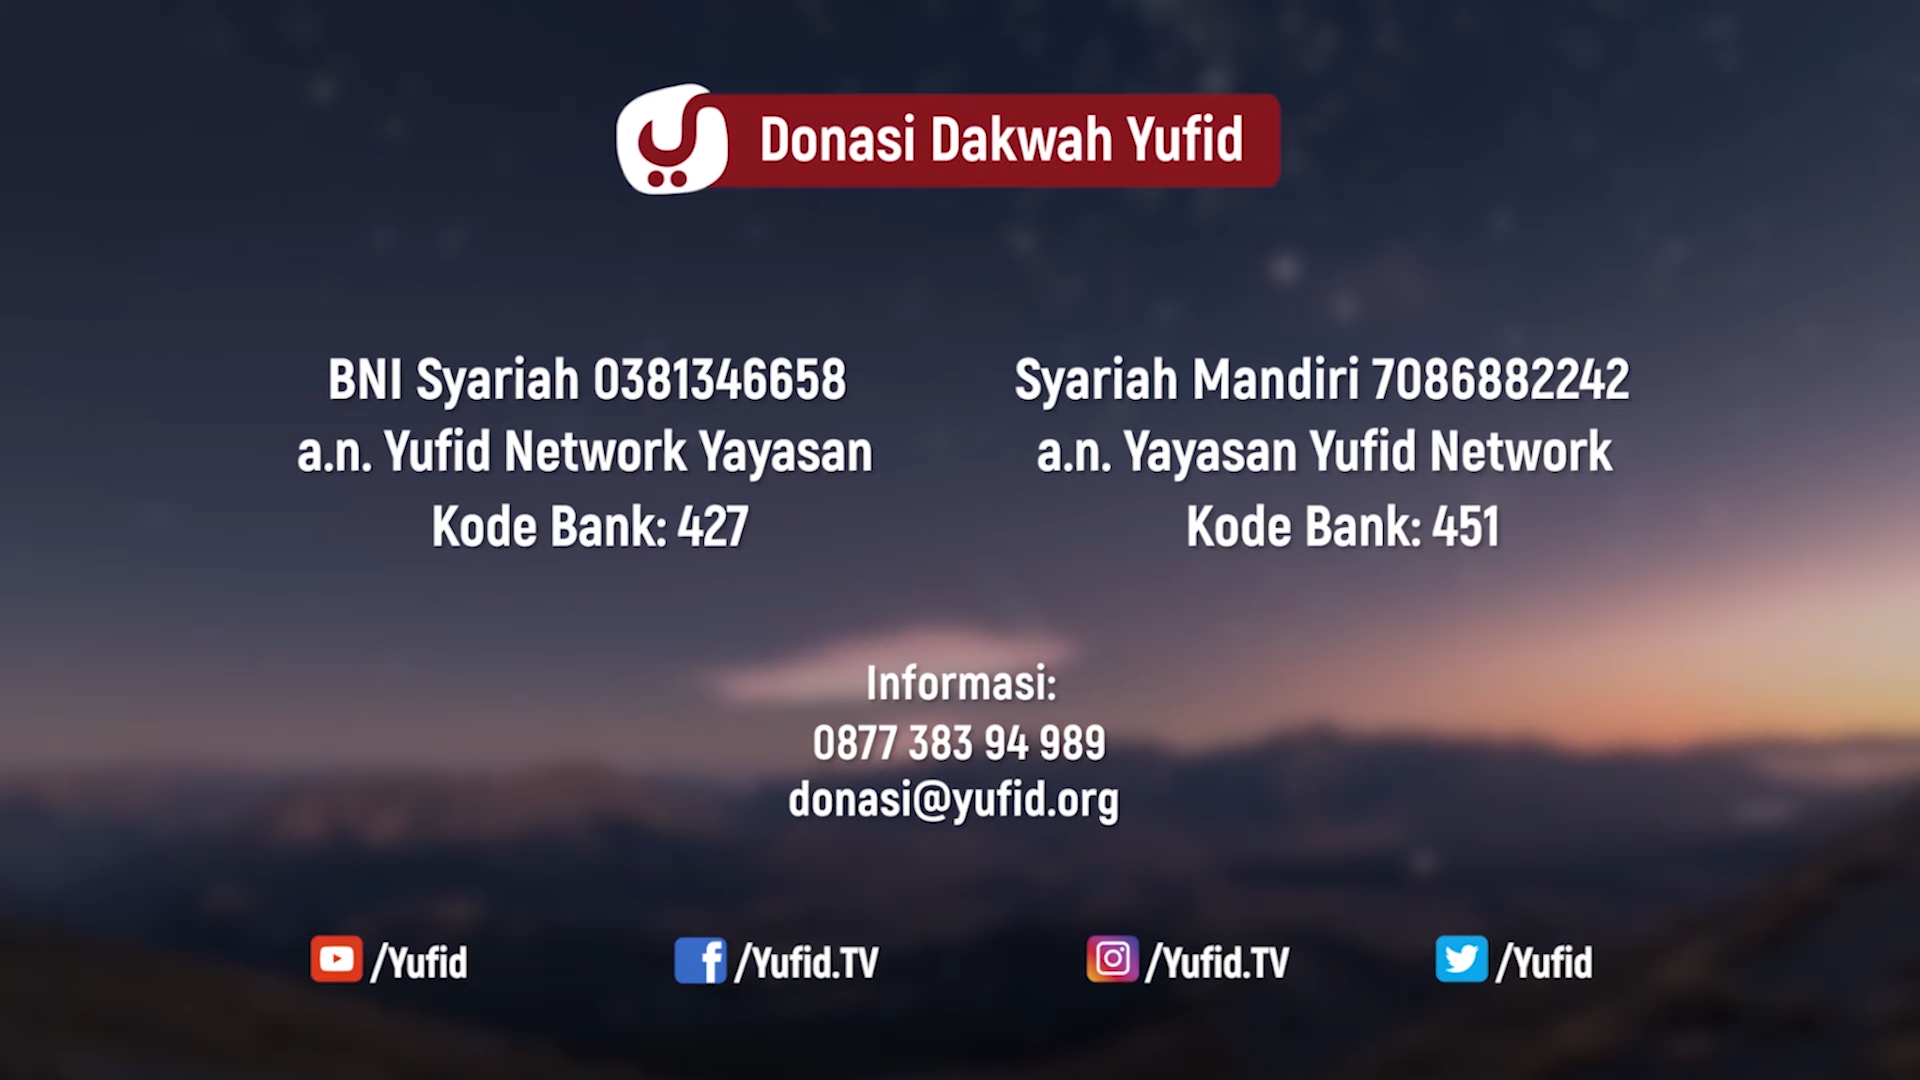 Donasi Dakwah Yufid
BNI Syariah 0381346658
a.n. Yufid Network Yayasan
Kode Bank: 427
Syariah Mandiri 7086882242
a.n. Yayasan Yufid Network
Kode Bank: 451
Informasi:
0877 383 94 989
donasi@yufid.org
/Yufid
/Yufid.TV
/Yufid.TV
/Yufid